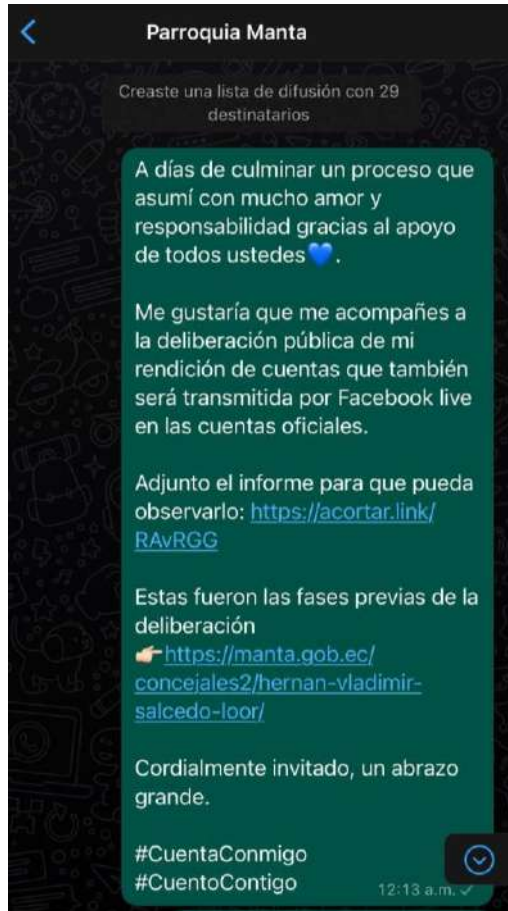 Parroquia Manta
Creaste una lista de difusión con 29
destinatarios
A días de culminar un proceso que
asumí con mucho amor y
responsabilidad gracias al apoyo
de todos ustedes💙.
Me gustaría que me acompañes a
la deliberación pública de mi
rendición de cuentas que también
será transmitida por Facebook live
en las cuentas oficiales.
Adjunto el informe para que pueda
observarlo: https://acortar.link/
RAvRGG
Estas fueron las fases previas de la
deliberación
👉🏻https://manta.gob.ec/
concejales2/hernan-vladimir-
salcedo-loor/
Cordialmente invitado, un abrazo
grande.
#CuentaConmigo
#CuentoContigo
12:13 a.m.